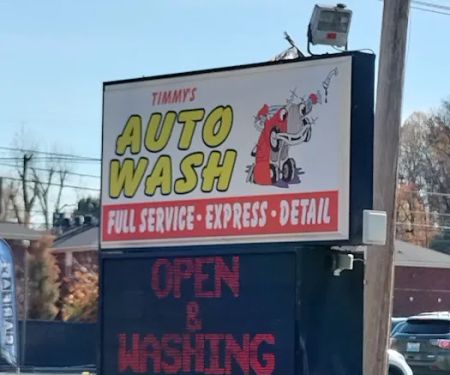 TIMMY'S
AUTO
WASH
FULL SERVICE • EXPRESS • DETAIL
OPEN
&
WASHING